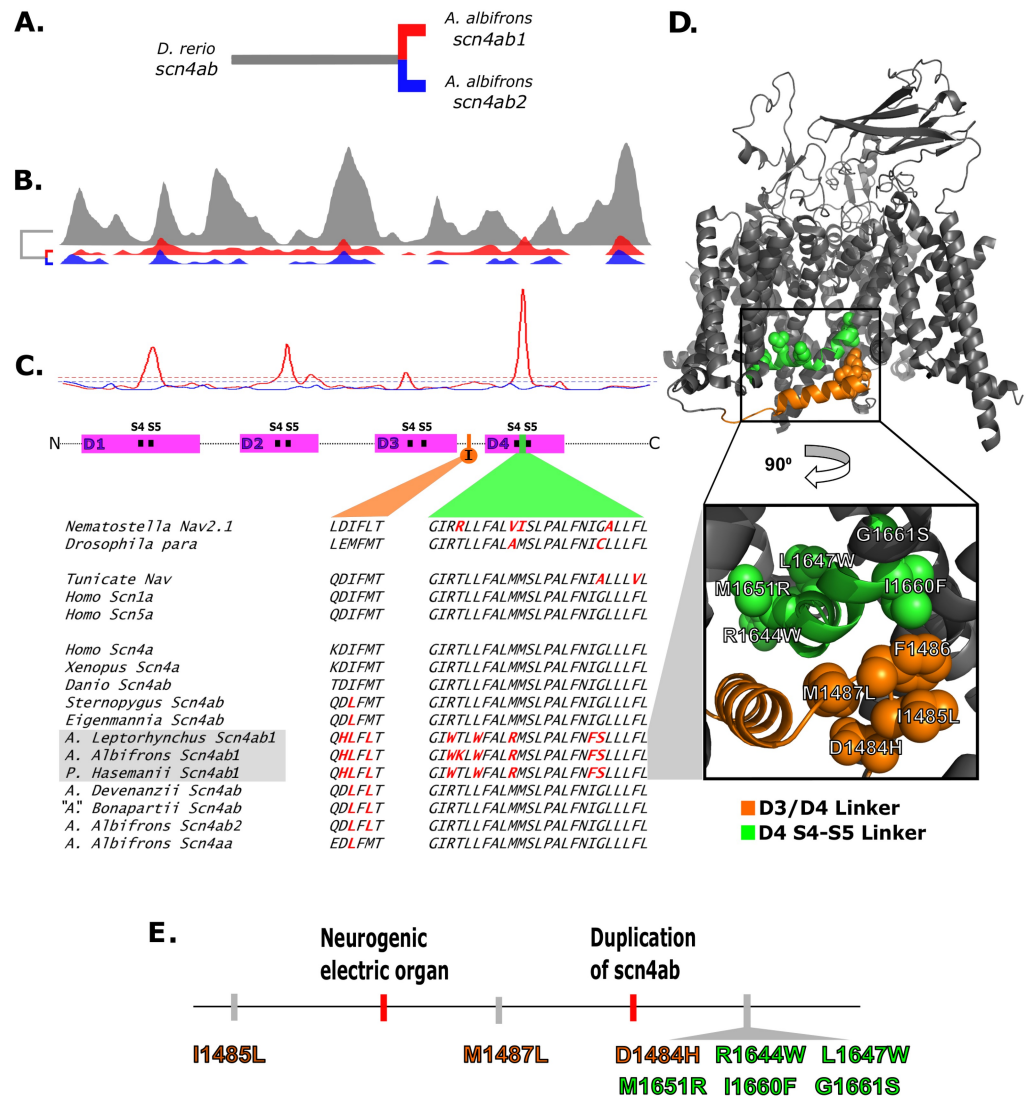 A.
D. rerio
scn4ab
A. albifrons
scn4ab1
A. albifrons
scn4ab2
B.
C.
N
D1
S4 S5
D2
S4 S5
D3
S4 S5
I
D4
S4 S5
C
Nematostella Nav2.1 LDIFLT GIRRLLFALVISLPALFNIGALLFL
Drosophila para LEMFMT GIRTLLFALAMSLPALFNICLLLFL
Tunicate Nav QDIFMT GIRTLLFALMMSLPALFNIALLLVL
Homo Scn1a QDIFMT GIRTLLFALMMSLPALFNIGLLLFL
Homo Scn5a QDIFMT GIRTLLFALMMSLPALFNIGLLLFL
Homo Scn4a KDIFMT GIRTLLFALMMSLPALFNIGLLLFL
Xenopus Scn4a KDIFMT GIRTLLFALMMSLPALFNIGLLLFL
Danio Scn4ab TDIFMT GIRTLLFALMMSLPALFNIGLLLFL
Sternopygus Scn4ab QDLFMT GIRTLLFALMMSLPALFNIGLLLFL
Eigenmannia Scn4ab QDLFMT GIRTLLFALMMSLPALFNIGLLLFL
A. Leptorhynchus Scn4ab1 QHLFLT GIWTLWFALMRSLPALFNFSLLLFL
A. Albifrons Scn4ab1 QHLFLT GIWKLWFALMRSLPALFNFSLLLFL
P. Hasemanii Scn4ab1 QHLFLT GIWTLWFALMRSLPALFNFSLLLFL
A. Devenanzii Scn4ab QDLFLT GIRTLLFALMMSLPALFNIGLLLFL
"A." Bonapartii Scn4ab QDLFLT GIRTLLFALMMSLPALFNIGLLLFL
A. Albifrons Scn4ab2 QDLFLT GIRTLLFALMMSLPALFNIGLLLFL
A. Albifrons Scn4aa EDLFMT GIRTLLFALMMSLPALFNIGLLLFL
D.
90º
G1661S
L1647W
M1651R
I1660F
R1644W
F1486
M1487L
I1485L
D1484H
D3/D4 Linker
D4 S4-S5 Linker
E.
Neurogenic
electric organ
Duplication
of scn4ab
I1485L
M1487L
D1484H R1644W L1647W
M1651R I1660F G1661S